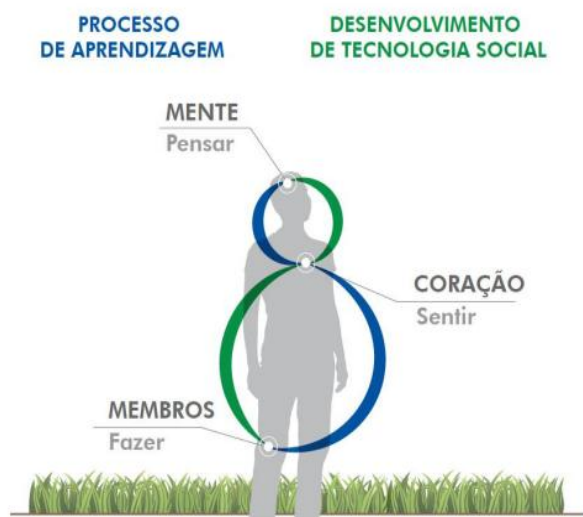 PROCESSO
DE APRENDIZAGEM
DESENVOLVIMENTO
DE TECNOLOGIA SOCIAL
MENTE
Pensar
CORAÇÃO
Sentir
MEMBROS
Fazer